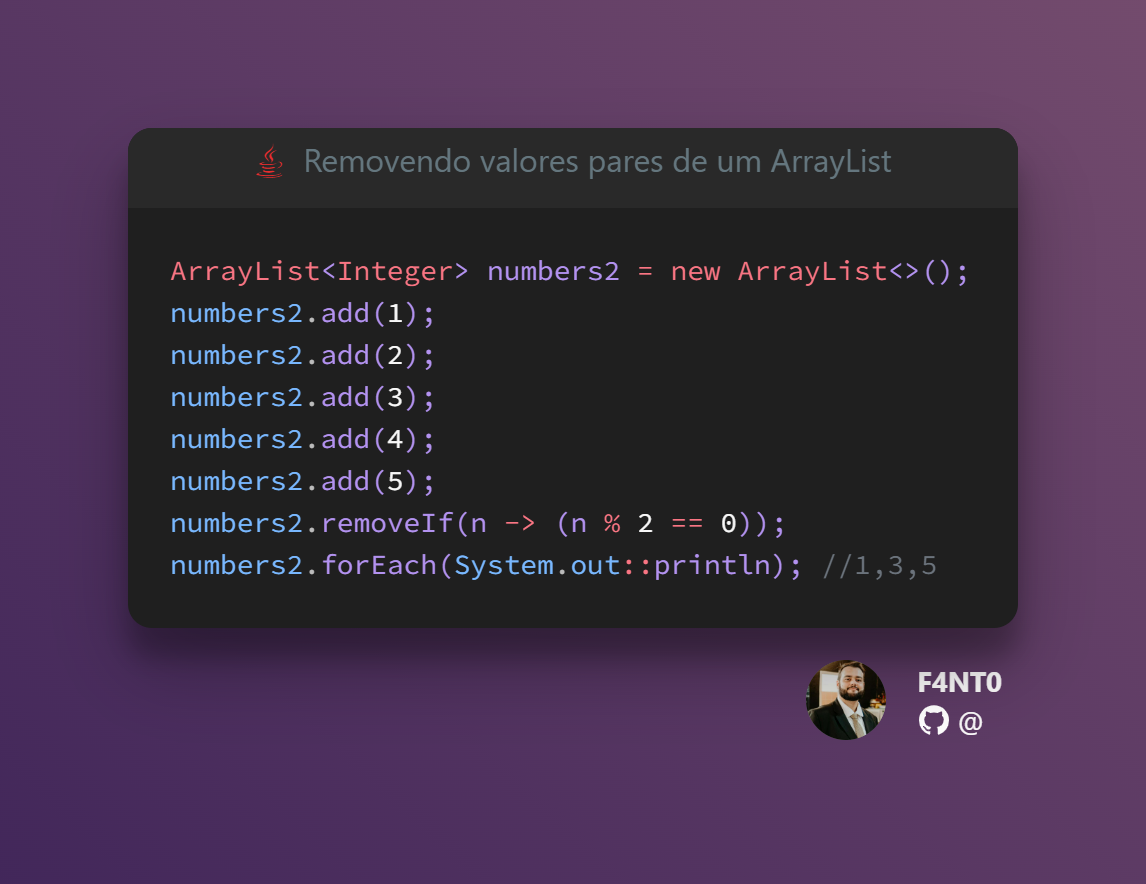 Removendo valores pares de um ArrayList
ArrayList<Integer> numbers2 = new ArrayList<>();
numbers2.add(1);
numbers2.add(2);
numbers2.add(3);
numbers2.add(4);
numbers2.add(5);
numbers2.removeIf(n -> (n % 2 == 0));
numbers2.forEach(System.out::println); //1,3,5
F4NT0
@